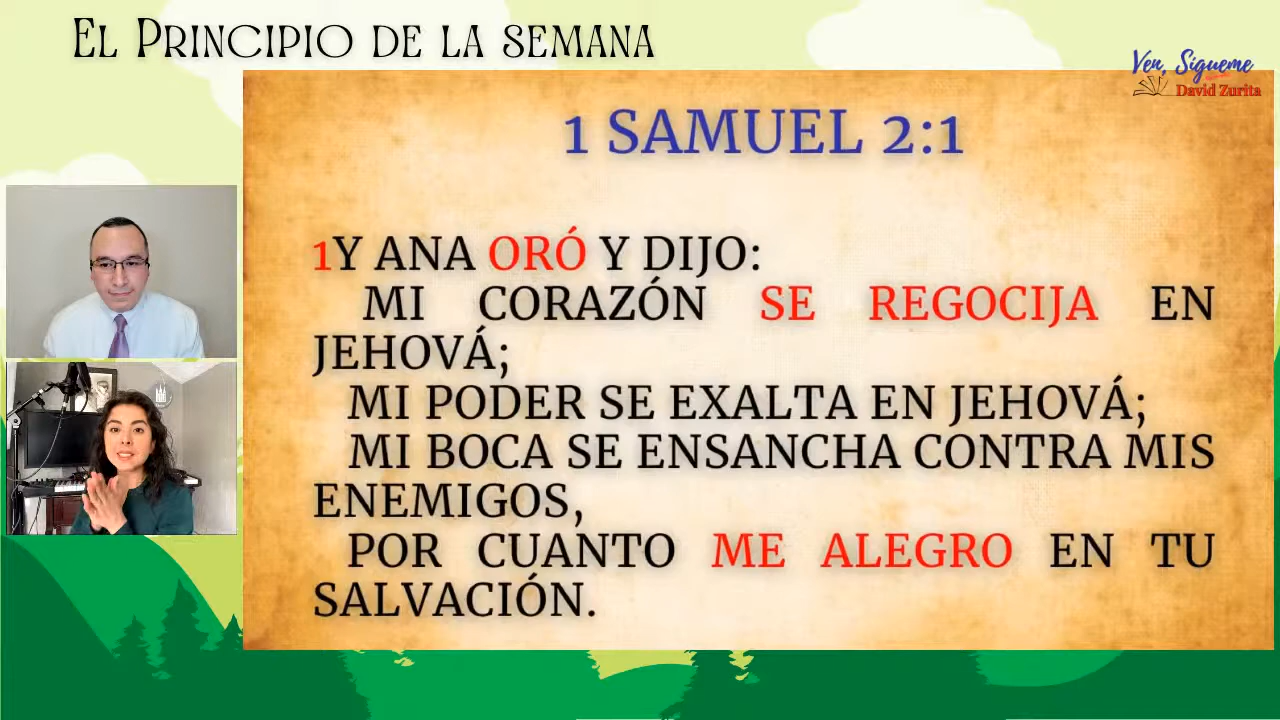 El Principio de la semana
Ven, Sígueme
David Zurita
1 SAMUEL 2:1
1Y ANA ORÓ Y DIJO:
MI CORAZÓN SE REGOCIJA EN
JEHOVÁ;
MI PODER SE EXALTA EN JEHOVÁ;
MI BOCA SE ENSANCHA CONTRA MIS
ENEMIGOS,
POR CUANTO ME ALEGRO EN TU
SALVACIÓN.